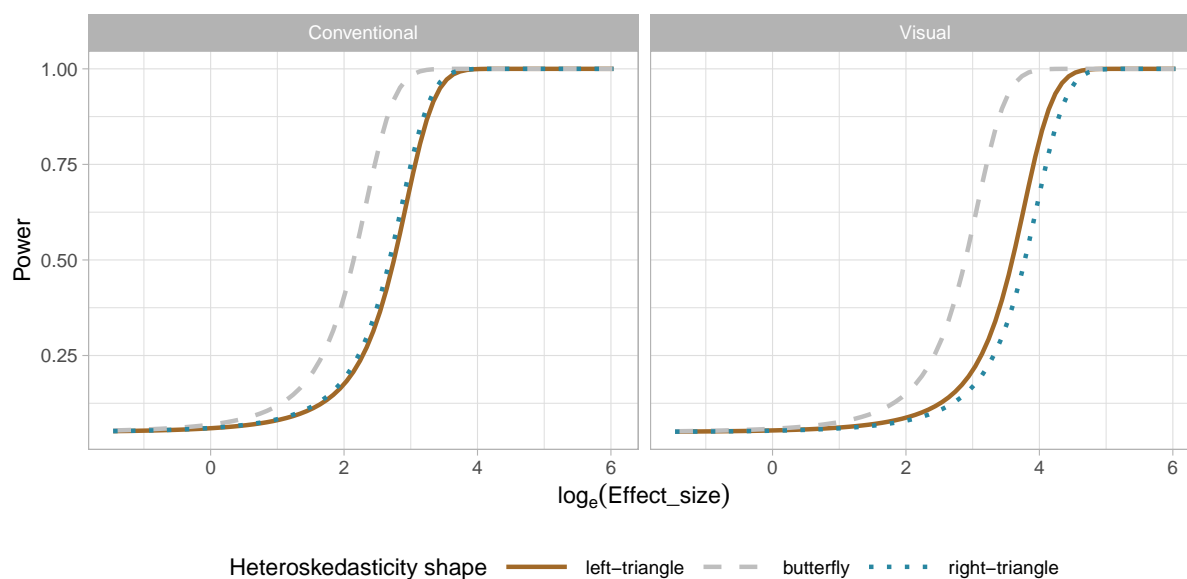 Conventional
Visual
1.00
0.75
0.50
0.25
Power
0 2 4 6
0 2 4 6
logₑ(Effect_size)
Heteroskedasticity shape left−triangle butterfly right−triangle